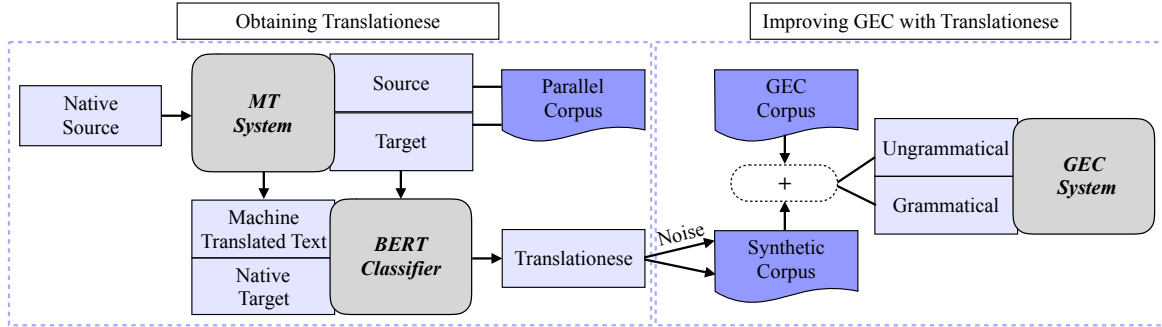 Obtaining Translationese
Improving GEC with Translationese
Native
Source
MT
System
Source
Target
Parallel
Corpus
Machine
Translated Text
Native
Target
BERT
Classifier
Translationese
Noise
GEC
Corpus
+
Synthetic
Corpus
Ungrammatical
Grammatical
GEC
System